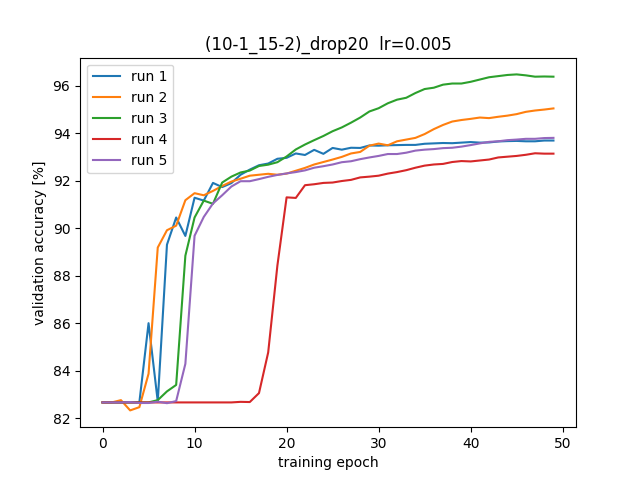 (10-1_15-2)_drop20  lr=0.005
run 1
run 2
run 3
run 4
run 5
validation accuracy [%]
96
94
92
90
88
86
84
82
0 10 20 30 40 50
training epoch